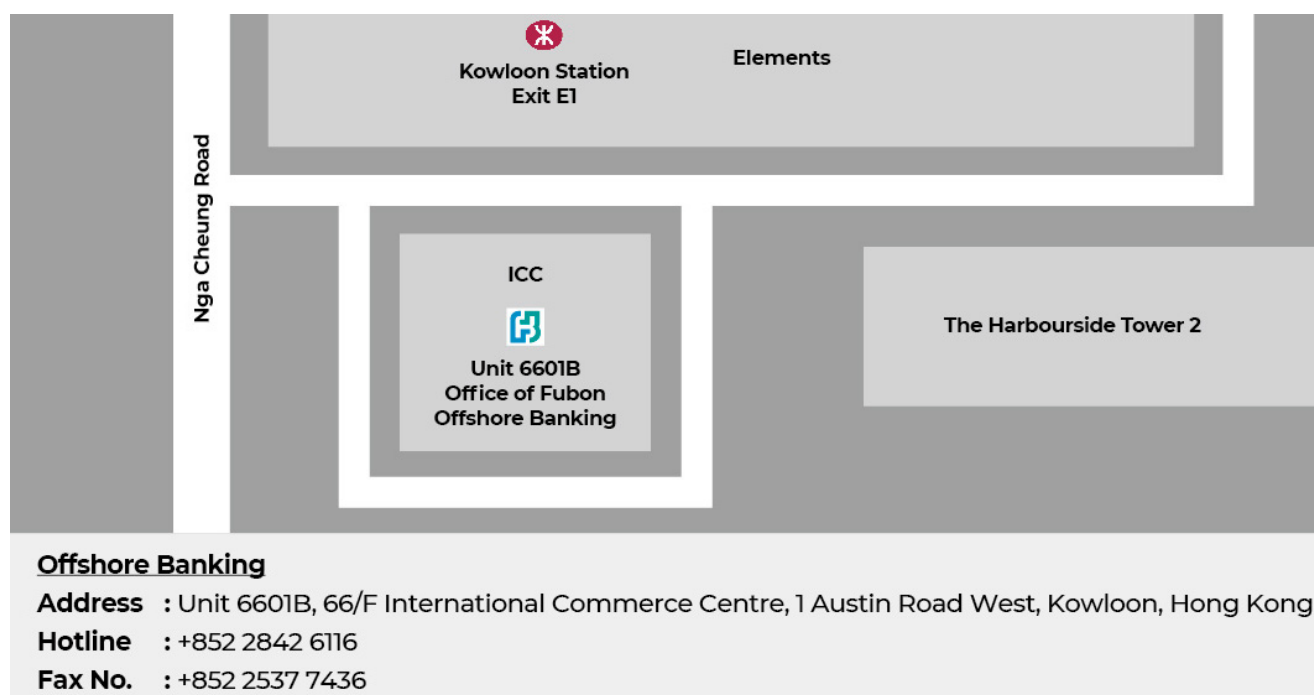 Kowloon Station
Exit E1
Elements
Nga Cheung Road
ICC
Unit 6601B
Office of Fubon
Offshore Banking
The Harbourside Tower 2
Offshore Banking
Address : Unit 6601B, 66/F International Commerce Centre, 1 Austin Road West, Kowloon, Hong Kong
Hotline : +852 2842 6116
Fax No. : +852 2537 7436